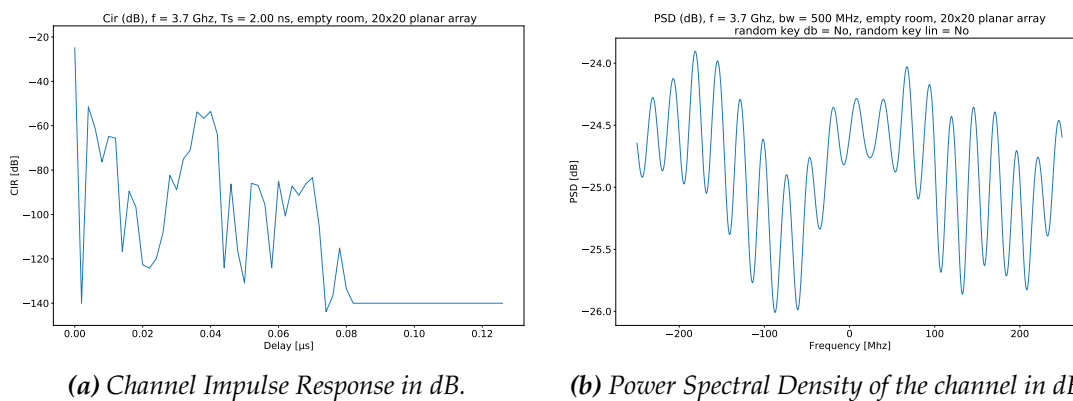 Cir (dB), f = 3.7 Ghz, Ts = 2.00 ns, empty room, 20x20 planar array
−20
−40
−60
−80
−100
−120
−140
CIR [dB]
0.00
0.02
0.04
0.06
0.08
0.10
0.12
Delay [μs]
(a) Channel Impulse Response in dB.
PSD (dB), f = 3.7 Ghz, bw = 500 MHz, empty room, 20x20 planar array
random key db = No, random key lin = No
−24.0
−24.5
−25.0
−25.5
−26.0
PSD [dB]
−200
−100
0
100
200
Frequency [Mhz]
(b) Power Spectral Density of the channel in dB